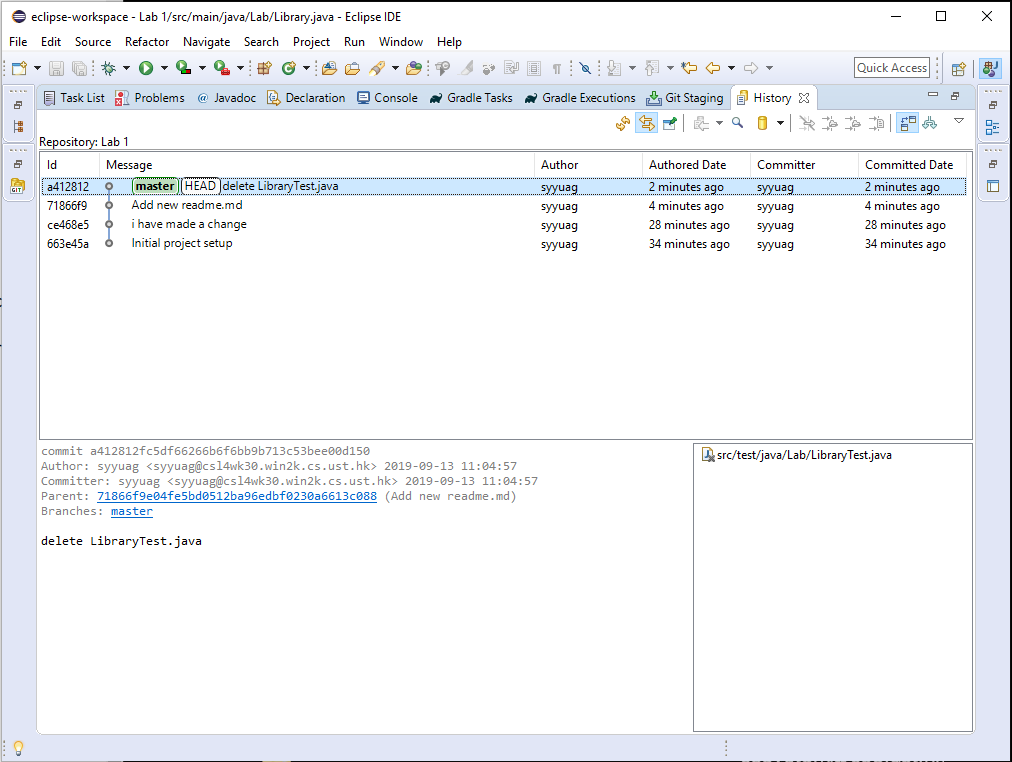 eclipse-workspace - Lab 1/src/main/java/Lab/Library.java - Eclipse IDE
File Edit Source Refactor Navigate Search Project Run Window Help
Quick Access
Task List Problems @ Javadoc Declaration Console Gradle Tasks Gradle Executions Git Staging History
Repository: Lab 1
Id Message Author Authored Date Committer Committed Date
a412812 master HEAD delete LibraryTest.java syyuag 2 minutes ago syyuag 2 minutes ago
71866f9 Add new readme.md syyuag 4 minutes ago syyuag 4 minutes ago
ce468e5 i have made a change syyuag 28 minutes ago syyuag 28 minutes ago
663e45a Initial project setup syyuag 34 minutes ago syyuag 34 minutes ago
GIT
commit a412812fc5df66266b6f6bb9b713c53bee00d150
Author: syyuag <syyuag@csl4wk30.win2k.cs.ust.hk> 2019-09-13 11:04:57
Committer: syyuag <syyuag@csl4wk30.win2k.cs.ust.hk> 2019-09-13 11:04:57
Parent: 71866f9e04fe5bd0512ba96edbf0230a6613c088 (Add new readme.md)
Branches: master
delete LibraryTest.java
src/test/java/Lab/LibraryTest.java